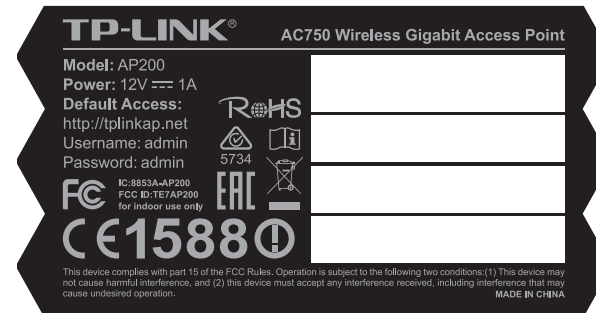 TP-LINK®
AC750 Wireless Gigabit Access Point
Model: AP200
Power: 12V ⎓ 1A
Default Access:
http://tplinkap.net
Username: admin
Password: admin
RoHS
5734
FC
IC:8853A-AP200
FCC ID:TE7AP200
for indoor use only
EAC
CE1588
This device complies with part 15 of the FCC Rules. Operation is subject to the following two conditions:(1) This device may
not cause harmful interference, and (2) this device must accept any interference received, including interference that may
cause undesired operation.
MADE IN CHINA